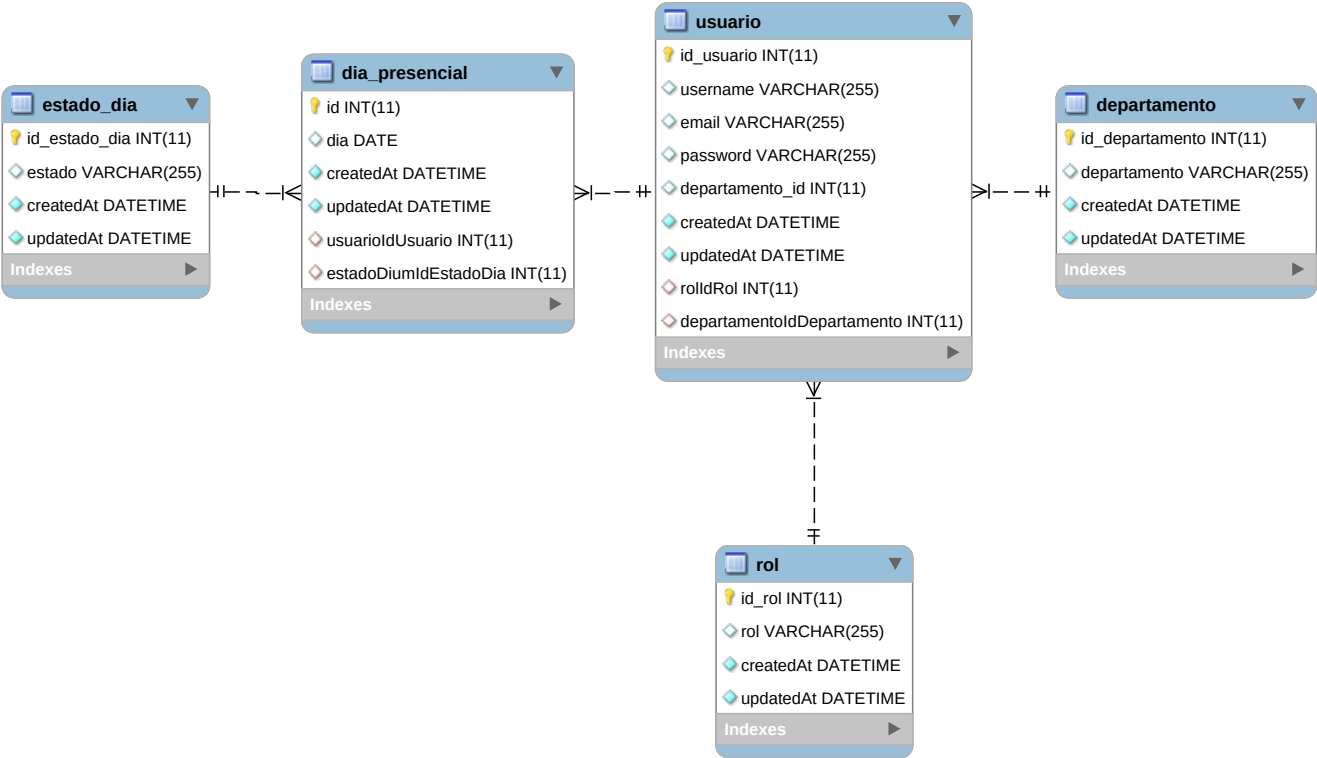 estado_dia
id_estado_dia INT(11)
estado VARCHAR(255)
createdAt DATETIME
updatedAt DATETIME
Indexes
dia_presencial
id INT(11)
dia DATE
createdAt DATETIME
updatedAt DATETIME
usuarioIdUsuario INT(11)
estadoDiumIdEstadoDia INT(11)
Indexes
usuario
id_usuario INT(11)
username VARCHAR(255)
email VARCHAR(255)
password VARCHAR(255)
departamento_id INT(11)
createdAt DATETIME
updatedAt DATETIME
rolIdRol INT(11)
departamentoIdDepartamento INT(11)
Indexes
departamento
id_departamento INT(11)
departamento VARCHAR(255)
createdAt DATETIME
updatedAt DATETIME
Indexes
rol
id_rol INT(11)
rol VARCHAR(255)
createdAt DATETIME
updatedAt DATETIME
Indexes